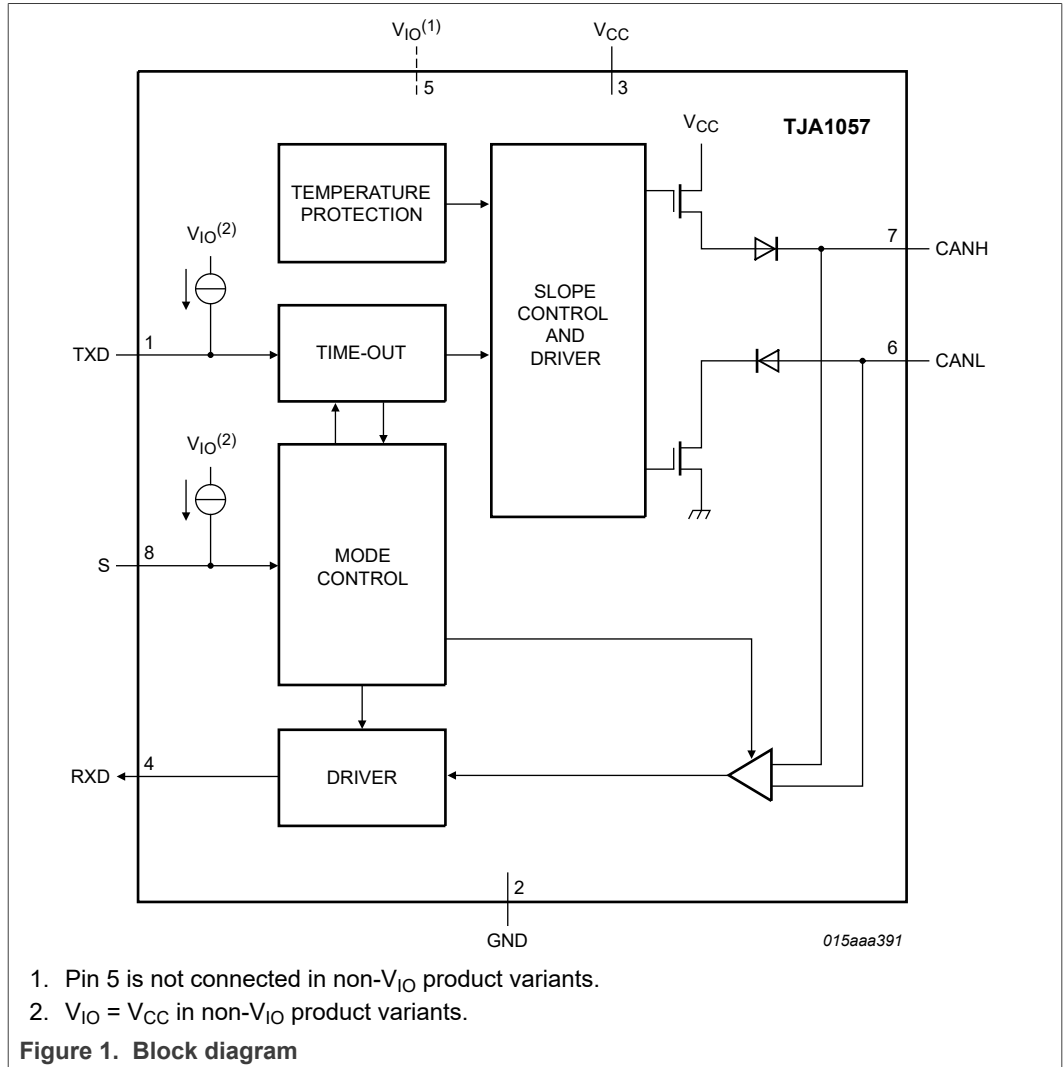 VIO(1)
VCC
5
3
TJA1057
VCC
TEMPERATURE
PROTECTION
VIO(2)
7
CANH
SLOPE
CONTROL
AND
DRIVER
TXD
1
TIME-OUT
6
CANL
VIO(2)
S
8
MODE
CONTROL
RXD
4
DRIVER
2
GND
015aaa391
1. Pin 5 is not connected in non-VIO product variants.
2. VIO = VCC in non-VIO product variants.
Figure 1. Block diagram